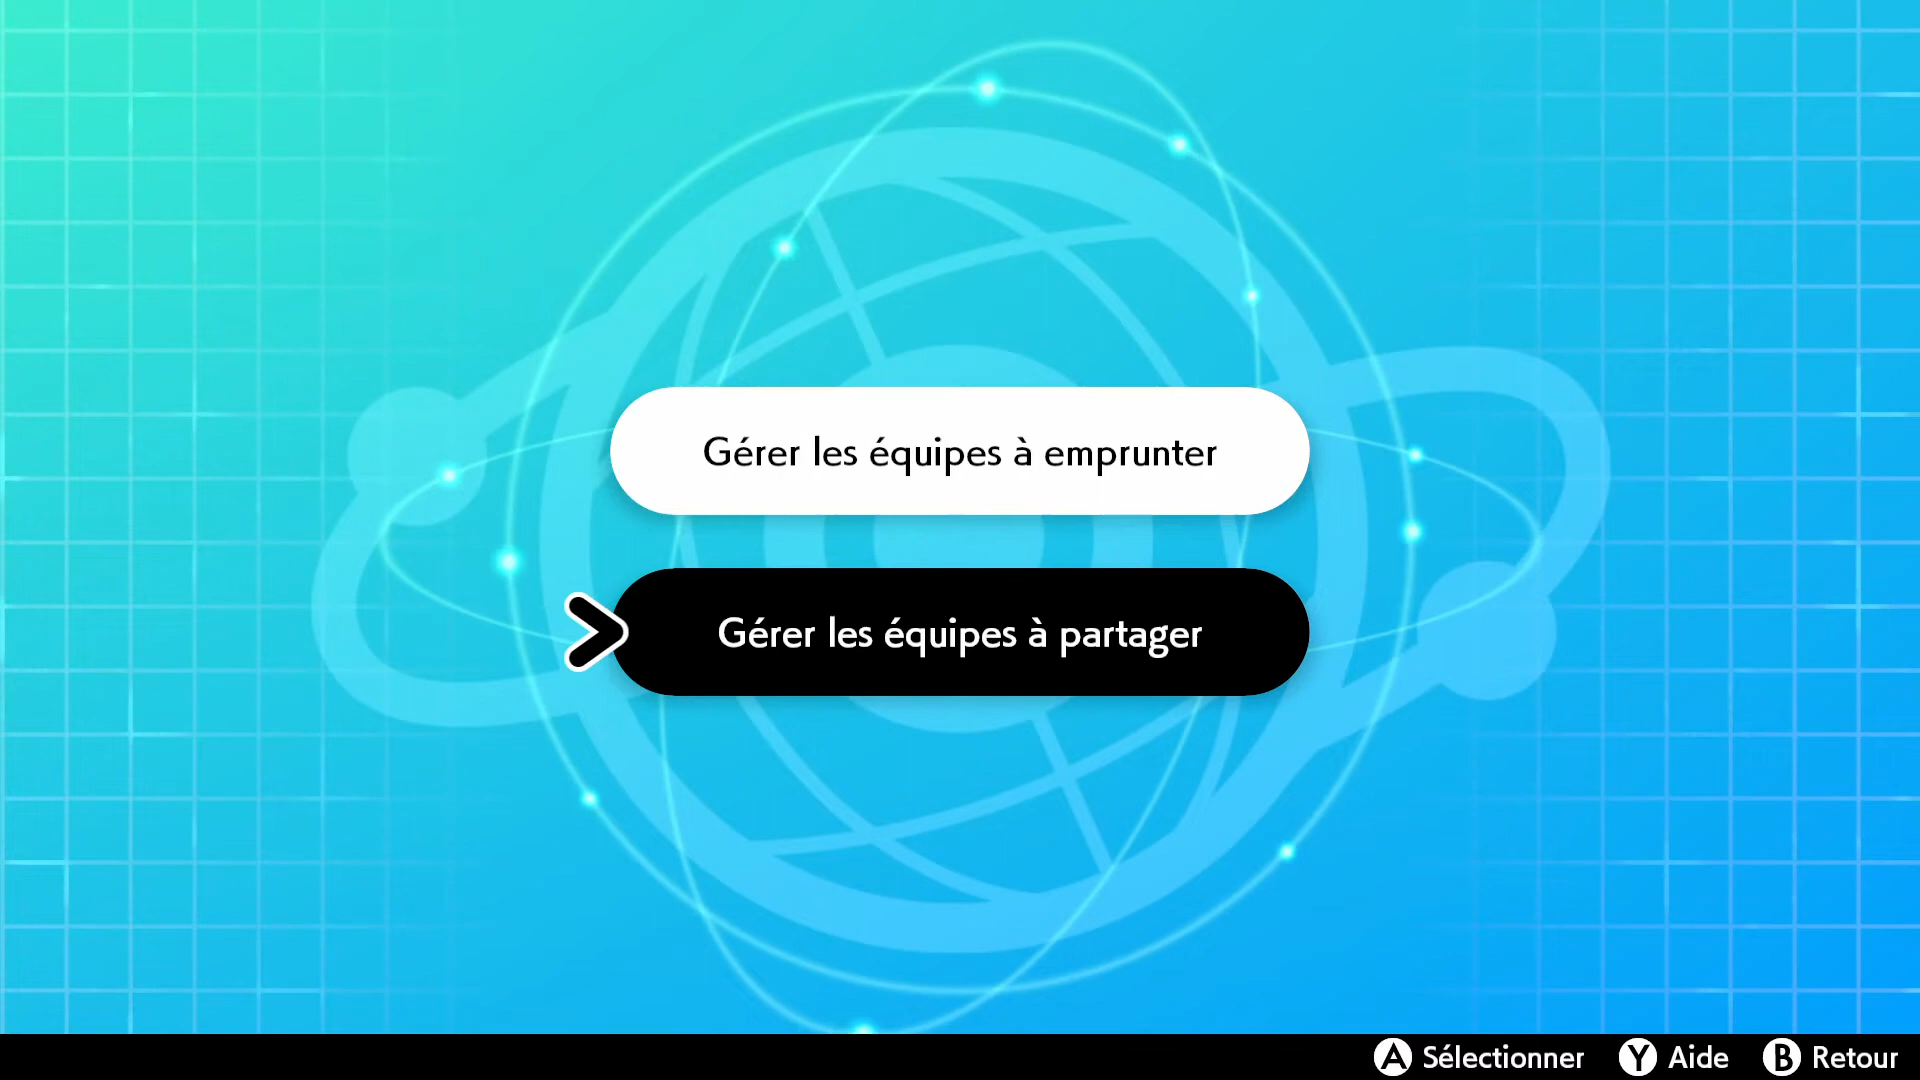 Gérer les équipes à emprunter
Gérer les équipes à partager
A Sélectionner Y Aide B Retour